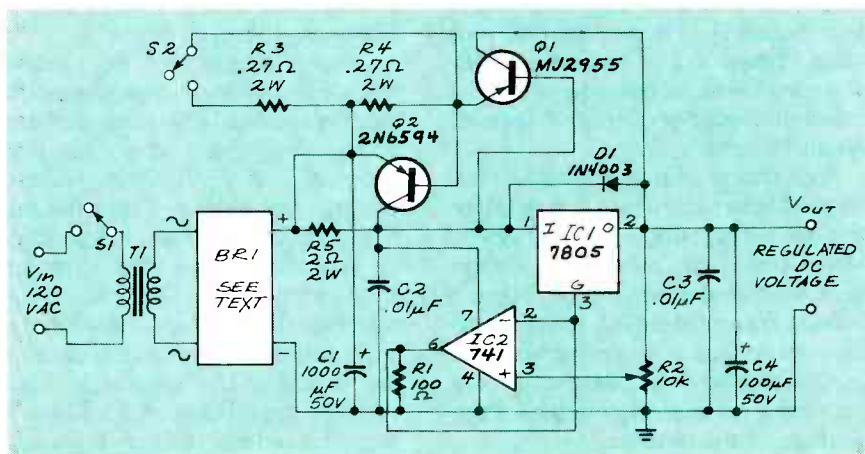 S2
R3
.27Ω
2W
R4
.27Ω
2W
Q1
MJ2955
Q2
2N6594
D1
1N4003
S1
Vin
120
VAC
T1
∼
∼
BR1
SEE
TEXT
+
-
R5
2Ω
2W
C2
.01µF
1
I
IC1
O
7805
G
2
3
C1
1000
µF
50V
+
6
R1
100
Ω
7
IC2
741
4
-
+
2
3
R2
10K
C3
.01µF
+
C4
100µF
50V
VOUT
REGULATED
DC
VOLTAGE